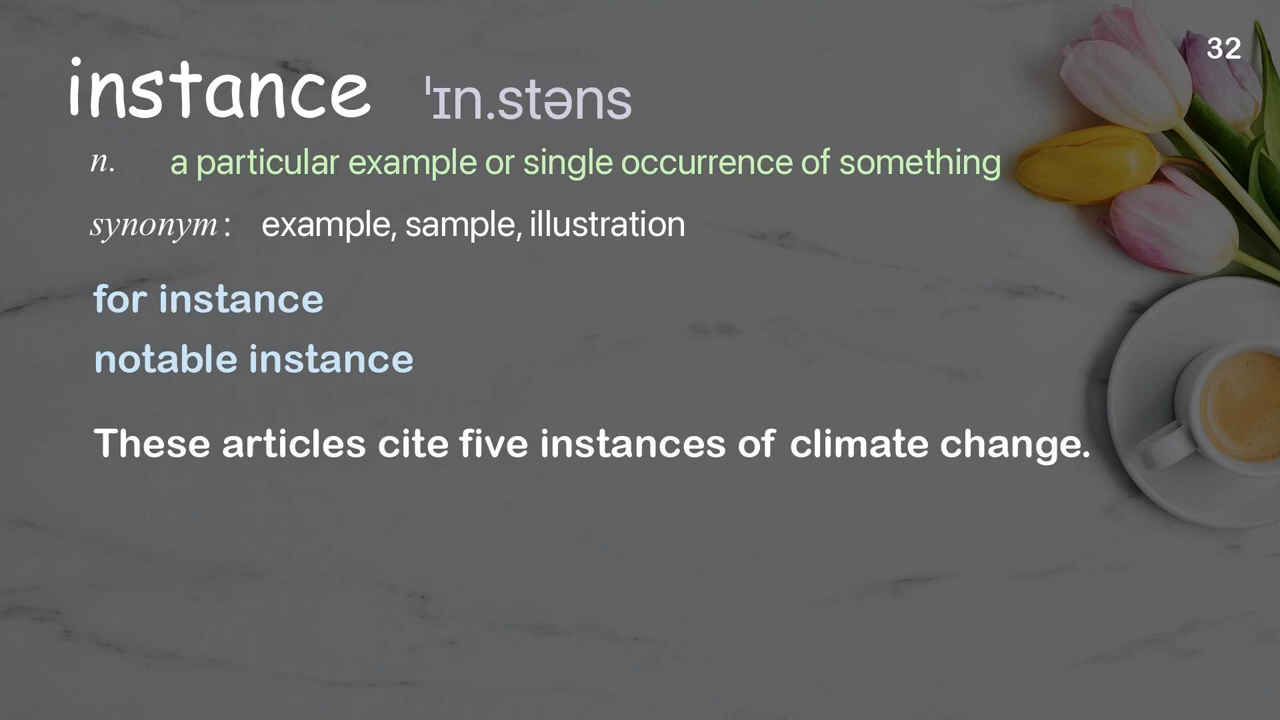 32
instance ˈɪn.stəns
n. a particular example or single occurrence of something
synonym: example, sample, illustration
for instance
notable instance
These articles cite five instances of climate change.